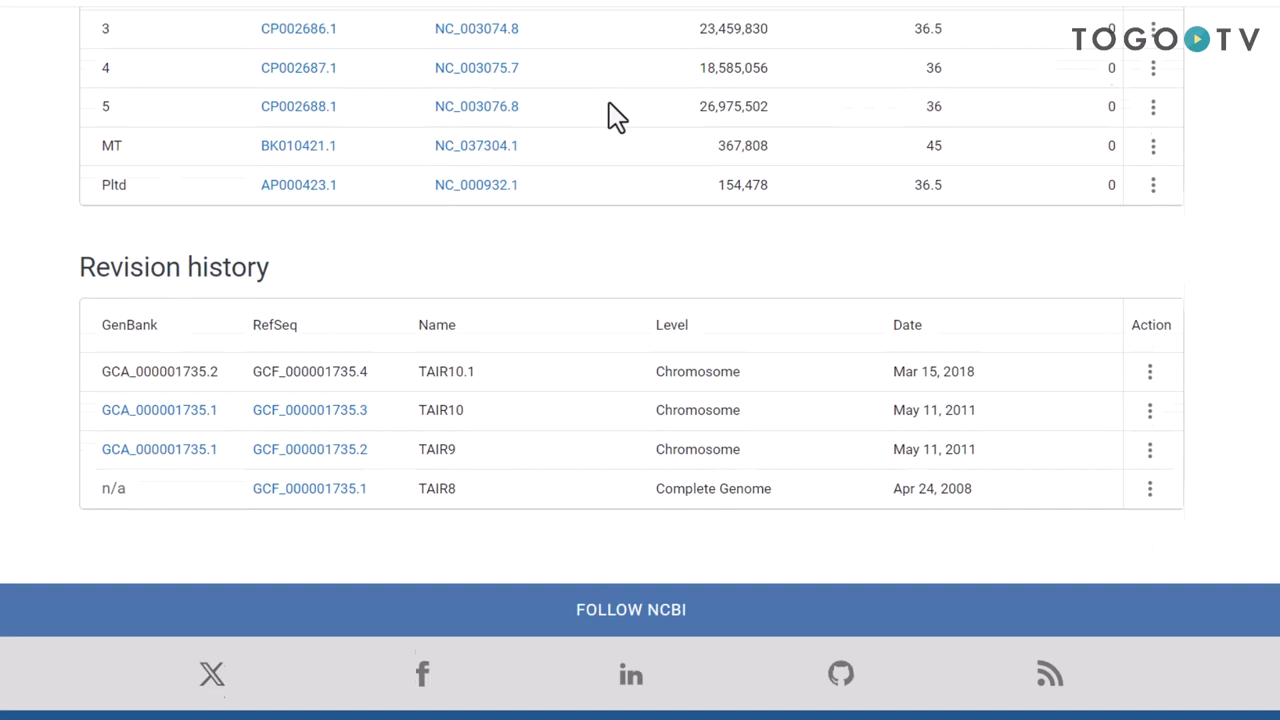 TOGO TV
3 CP002686.1 NC_003074.8 23,459,830 36.5 0
4 CP002687.1 NC_003075.7 18,585,056 36 0
5 CP002688.1 NC_003076.8 26,975,502 36 0
MT BK010421.1 NC_037304.1 367,808 45 0
Pltd AP000423.1 NC_000932.1 154,478 36.5 0
Revision history
GenBank RefSeq Name Level Date Action
GCA_000001735.2 GCF_000001735.4 TAIR10.1 Chromosome Mar 15, 2018
GCA_000001735.1 GCF_000001735.3 TAIR10 Chromosome May 11, 2011
GCA_000001735.1 GCF_000001735.2 TAIR9 Chromosome May 11, 2011
n/a GCF_000001735.1 TAIR8 Complete Genome Apr 24, 2008
FOLLOW NCBI